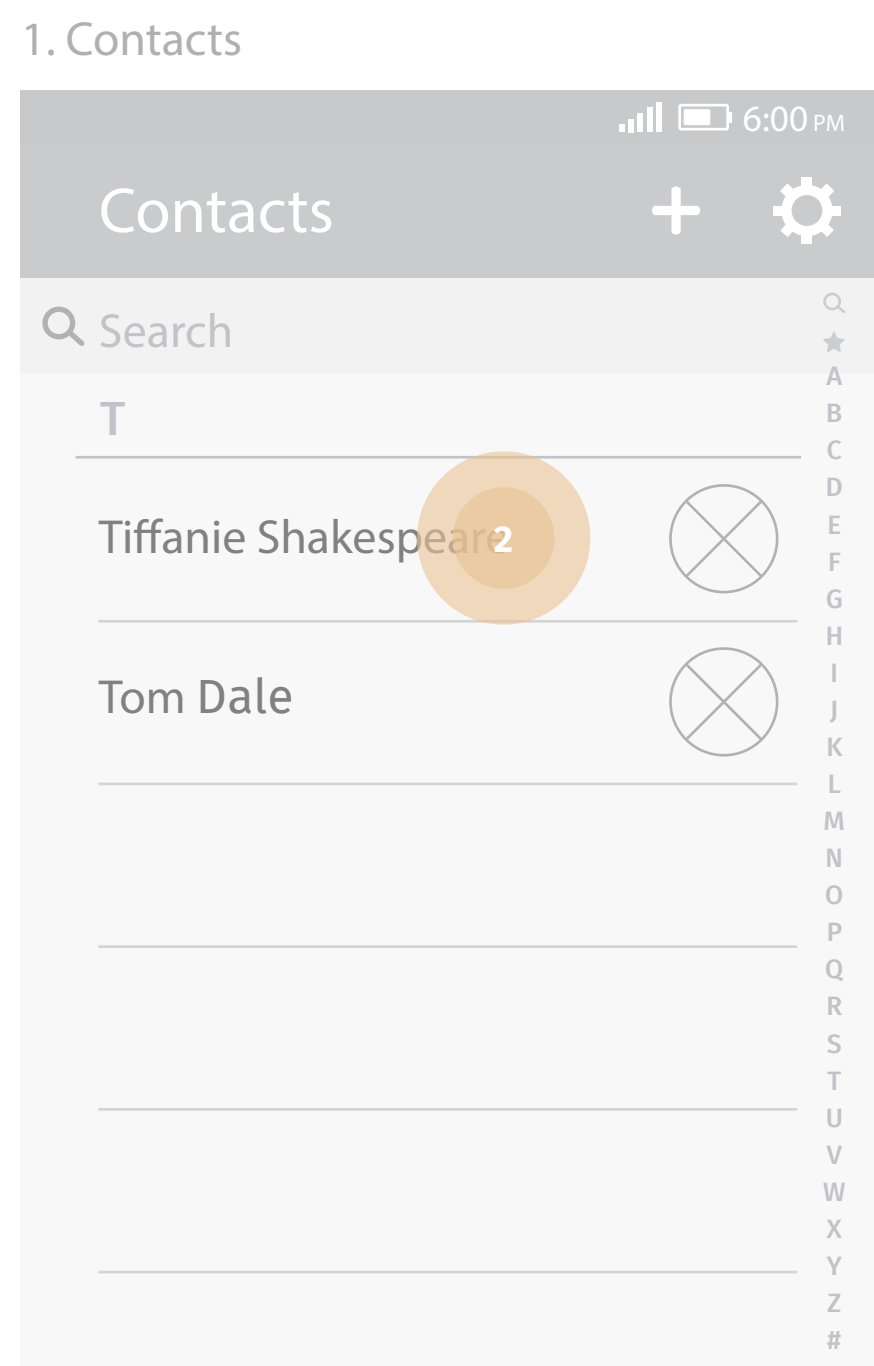 1. Contacts
6:00 PM
Contacts
Search
T
Tiffanie Shakespeare
2
Tom Dale
A
B
C
D
E
F
G
H
I
J
K
L
M
N
O
P
Q
R
S
T
U
V
W
X
Y
Z
#